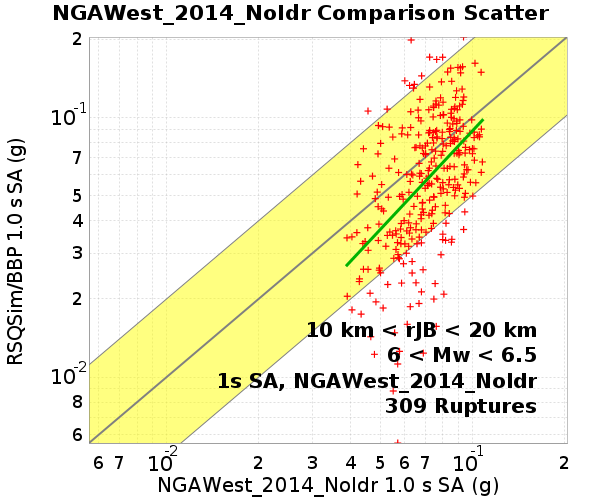 NGAWest_2014_NoIdr Comparison Scatter
RSQSim/BBP 1.0 s SA (g)
2
10^-1
7
5
4
3
2
10^-2
8
6
10 km < rJB < 20 km
6 < Mw < 6.5
1s SA, NGAWest_2014_NoIdr
309 Ruptures
6 7 10^-2 2 3 4 5 6 7 10^-1 2
NGAWest_2014_NoIdr 1.0 s SA (g)